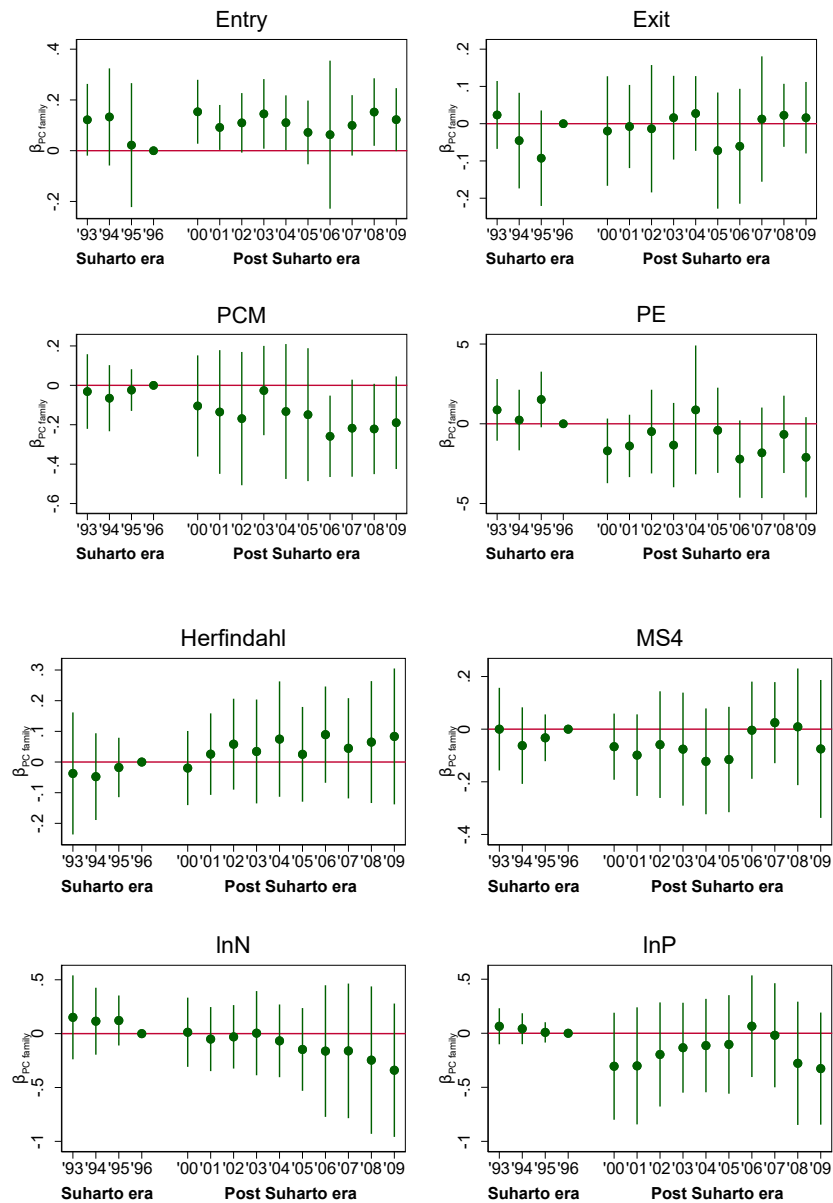 Entry
.4
.2
0
-.2
β PC family
'93 '94 '95 '96 '00 '01 '02 '03 '04 '05 '06 '07 '08 '09
Suharto era Post Suharto era
Exit
.2
.1
0
-.1
-.2
β PC family
'93 '94 '95 '96 '00 '01 '02 '03 '04 '05 '06 '07 '08 '09
Suharto era Post Suharto era
PCM
.2
0
-.2
-.4
-.6
β PC family
'93 '94 '95 '96 '00 '01 '02 '03 '04 '05 '06 '07 '08 '09
Suharto era Post Suharto era
PE
5
0
-5
β PC family
'93 '94 '95 '96 '00 '01 '02 '03 '04 '05 '06 '07 '08 '09
Suharto era Post Suharto era
Herfindahl
.3
.2
.1
0
-.1
-.2
β PC family
'93 '94 '95 '96 '00 '01 '02 '03 '04 '05 '06 '07 '08 '09
Suharto era Post Suharto era
MS4
.2
0
-.2
-.4
β PC family
'93 '94 '95 '96 '00 '01 '02 '03 '04 '05 '06 '07 '08 '09
Suharto era Post Suharto era
lnN
.5
0
-.5
-1
β PC family
'93 '94 '95 '96 '00 '01 '02 '03 '04 '05 '06 '07 '08 '09
Suharto era Post Suharto era
lnP
.5
0
-.5
-1
β PC family
'93 '94 '95 '96 '00 '01 '02 '03 '04 '05 '06 '07 '08 '09
Suharto era Post Suharto era